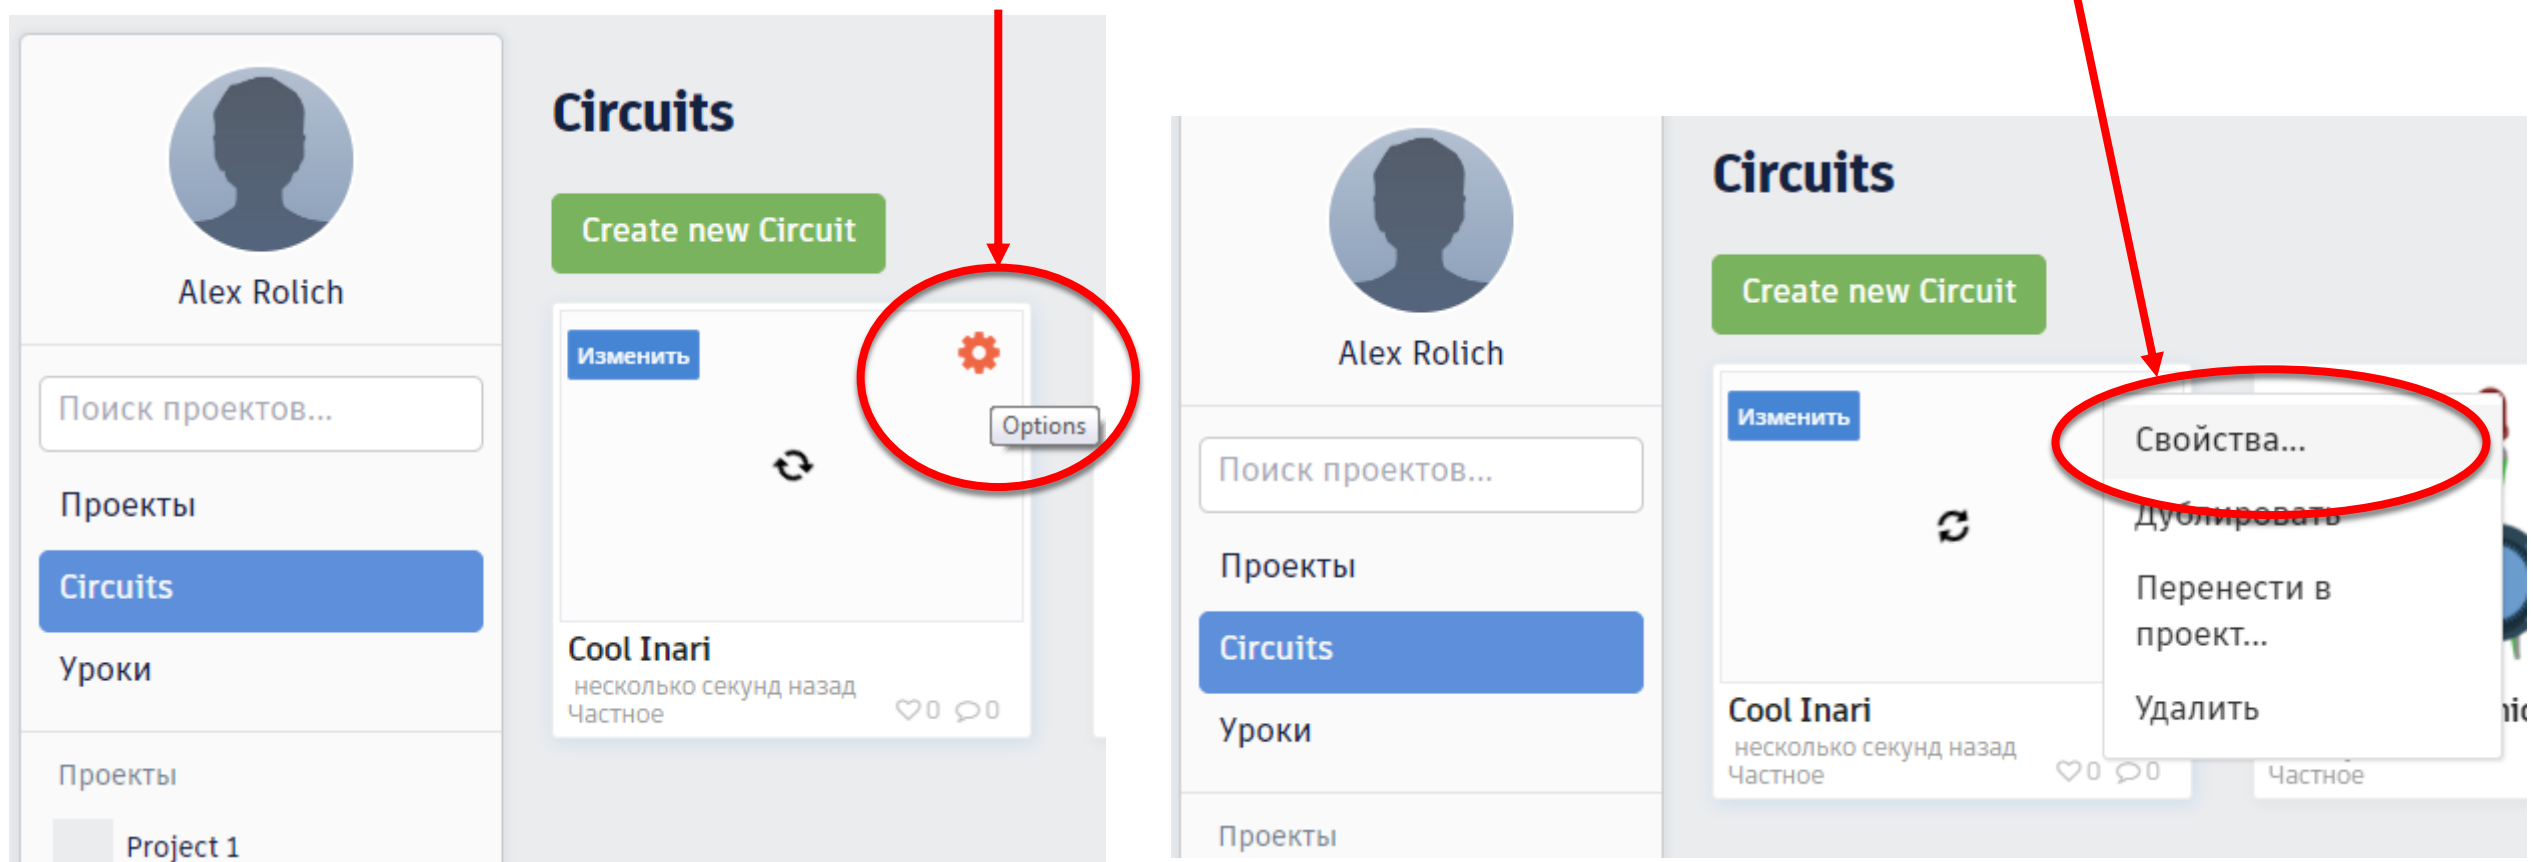 Alex Rolich
Поиск проектов...
Проекты
Circuits
Уроки
Проекты
Project 1
Circuits
Create new Circuit
Изменить
Options
Cool Inari
несколько секунд назад
Частное
0 0
Alex Rolich
Поиск проектов...
Проекты
Circuits
Уроки
Проекты
Circuits
Create new Circuit
Изменить
Cool Inari
несколько секунд назад
Частное
0 0
Свойства...
Дублировать
Перенести в
проект...
Удалить
Частное